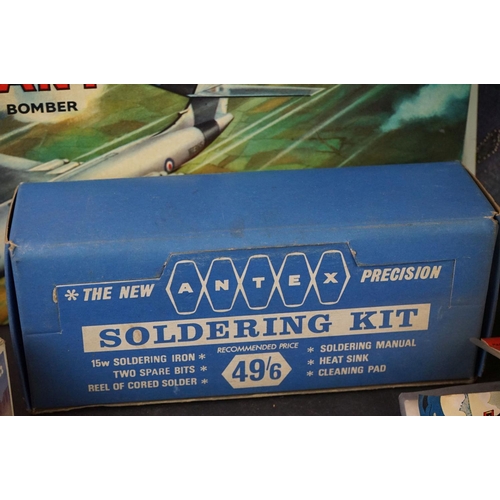 BOMBER
* THE NEW ANTEX PRECISION
SOLDERING KIT
15w SOLDERING IRON *
TWO SPARE BITS *
REEL OF CORED SOLDER *
RECOMMENDED PRICE
49/6
* SOLDERING MANUAL
* HEAT SINK
* CLEANING PAD